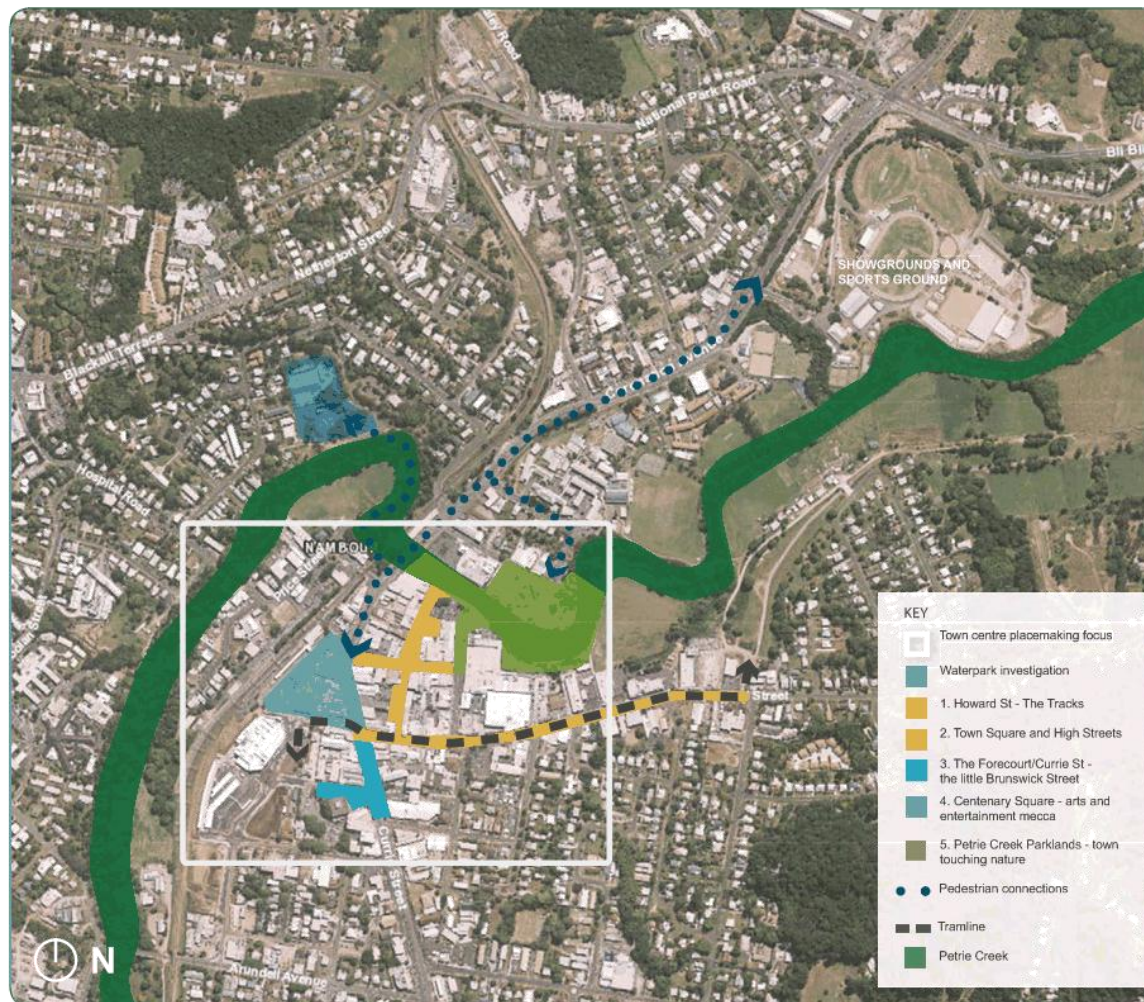 National Park Road
Bli Bli
Netherton Street
SHOWGROUNDS AND
SPORTS GROUND
Blackall Terrace
Hospital Road
NAMBOU
Street
Currie Street
Arundell Avenue
N
KEY
Town centre placemaking focus
Waterpark investigation
1. Howard St - The Tracks
2. Town Square and High Streets
3. The Forecourt/Currie St -
the little Brunswick Street
4. Centenary Square - arts and
entertainment mecca
5. Petrie Creek Parklands - town
touching nature
Pedestrian connections
Tramline
Petrie Creek